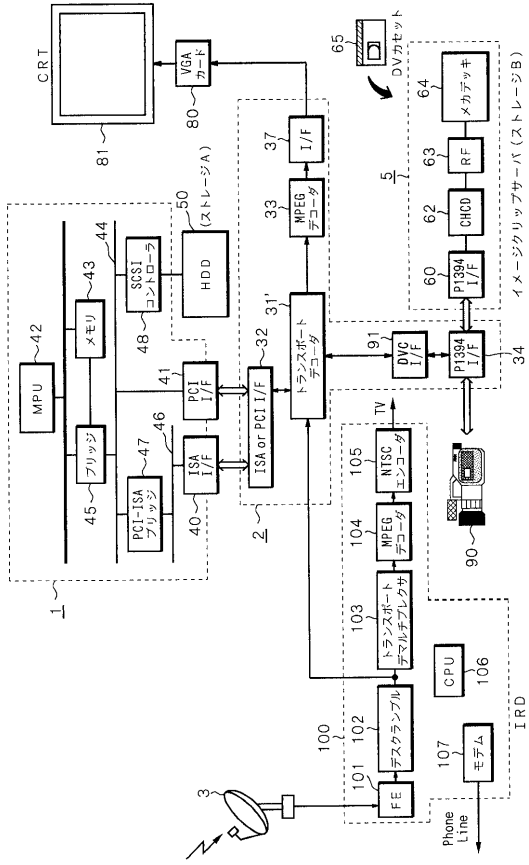 CRT
81
VGA
カード
80
65
DVカセット
1
MPU
42
メモリ
43
44
ブリッジ
45
PCI-ISA
ブリッジ
47
46
SCSI
コントローラ
48
50
(ストレージA)
HDD
PCI
I/F
41
ISA
I/F
40
2
ISA or PCI I/F
32
トランスポート
デコーダ
31'
MPEG
デコーダ
33
I/F
37
DVC
I/F
91
P1394
I/F
34
5
P1394
I/F
60
CHCD
62
RF
63
メカデッキ
64
イメージクリップサーバ(ストレージB)
90
3
100
FE
101
デスクランブル
102
トランスポート
デマルチプレクサ
103
MPEG
デコーダ
104
NTSC
エンコーダ
105
TV
CPU
106
モデム
107
Phone
Line
IRD